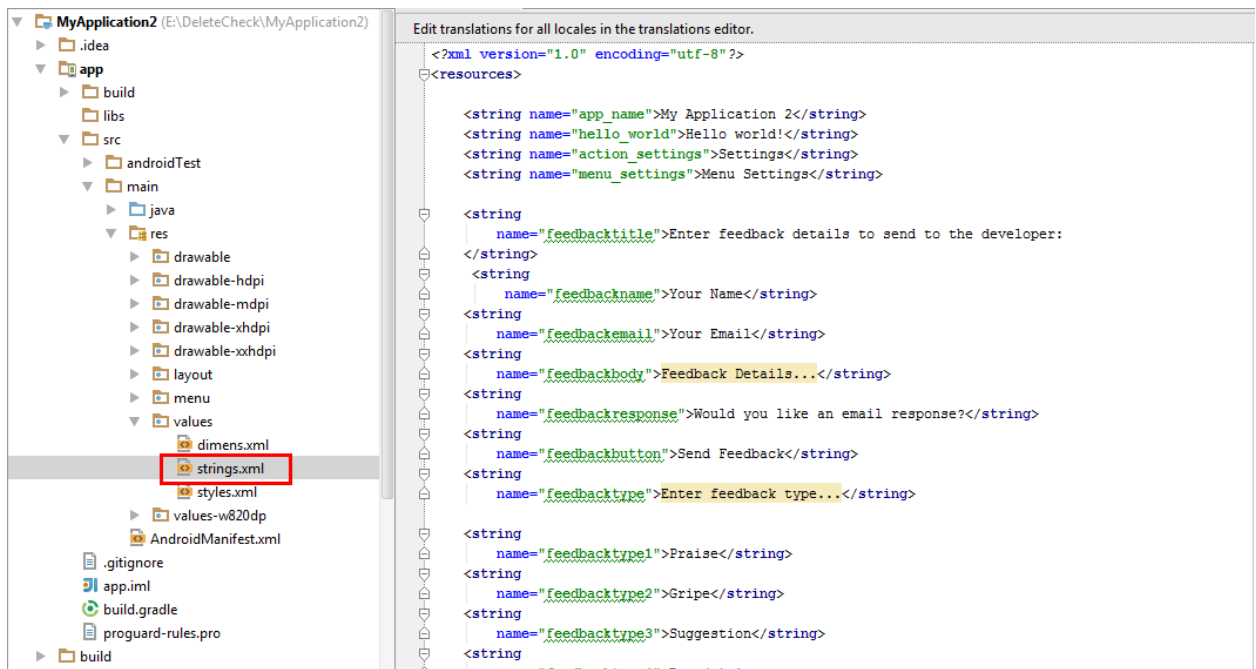 MyApplication2 (E:\DeleteCheck\MyApplication2)
.idea
app
build
libs
src
androidTest
main
java
res
drawable
drawable-hdpi
drawable-mdpi
drawable-xhdpi
drawable-xxhdpi
layout
menu
values
dimens.xml
strings.xml
styles.xml
values-w820dp
AndroidManifest.xml
.gitignore
app.iml
build.gradle
proguard-rules.pro
build
Edit translations for all locales in the translations editor.
<?xml version="1.0" encoding="utf-8"?>
<resources>
<string name="app_name">My Application 2</string>
<string name="hello_world">Hello world!</string>
<string name="action_settings">Settings</string>
<string name="menu_settings">Menu Settings</string>
<string
name="feedbacktitle">Enter feedback details to send to the developer:
</string>
<string
name="feedbackname">Your Name</string>
<string
name="feedbackemail">Your Email</string>
<string
name="feedbackbody">Feedback Details...</string>
<string
name="feedbackresponse">Would you like an email response?</string>
<string
name="feedbackbutton">Send Feedback</string>
<string
name="feedbacktype">Enter feedback type...</string>
<string
name="feedbacktype1">Praise</string>
<string
name="feedbacktype2">Gripe</string>
<string
name="feedbacktype3">Suggestion</string>
<string